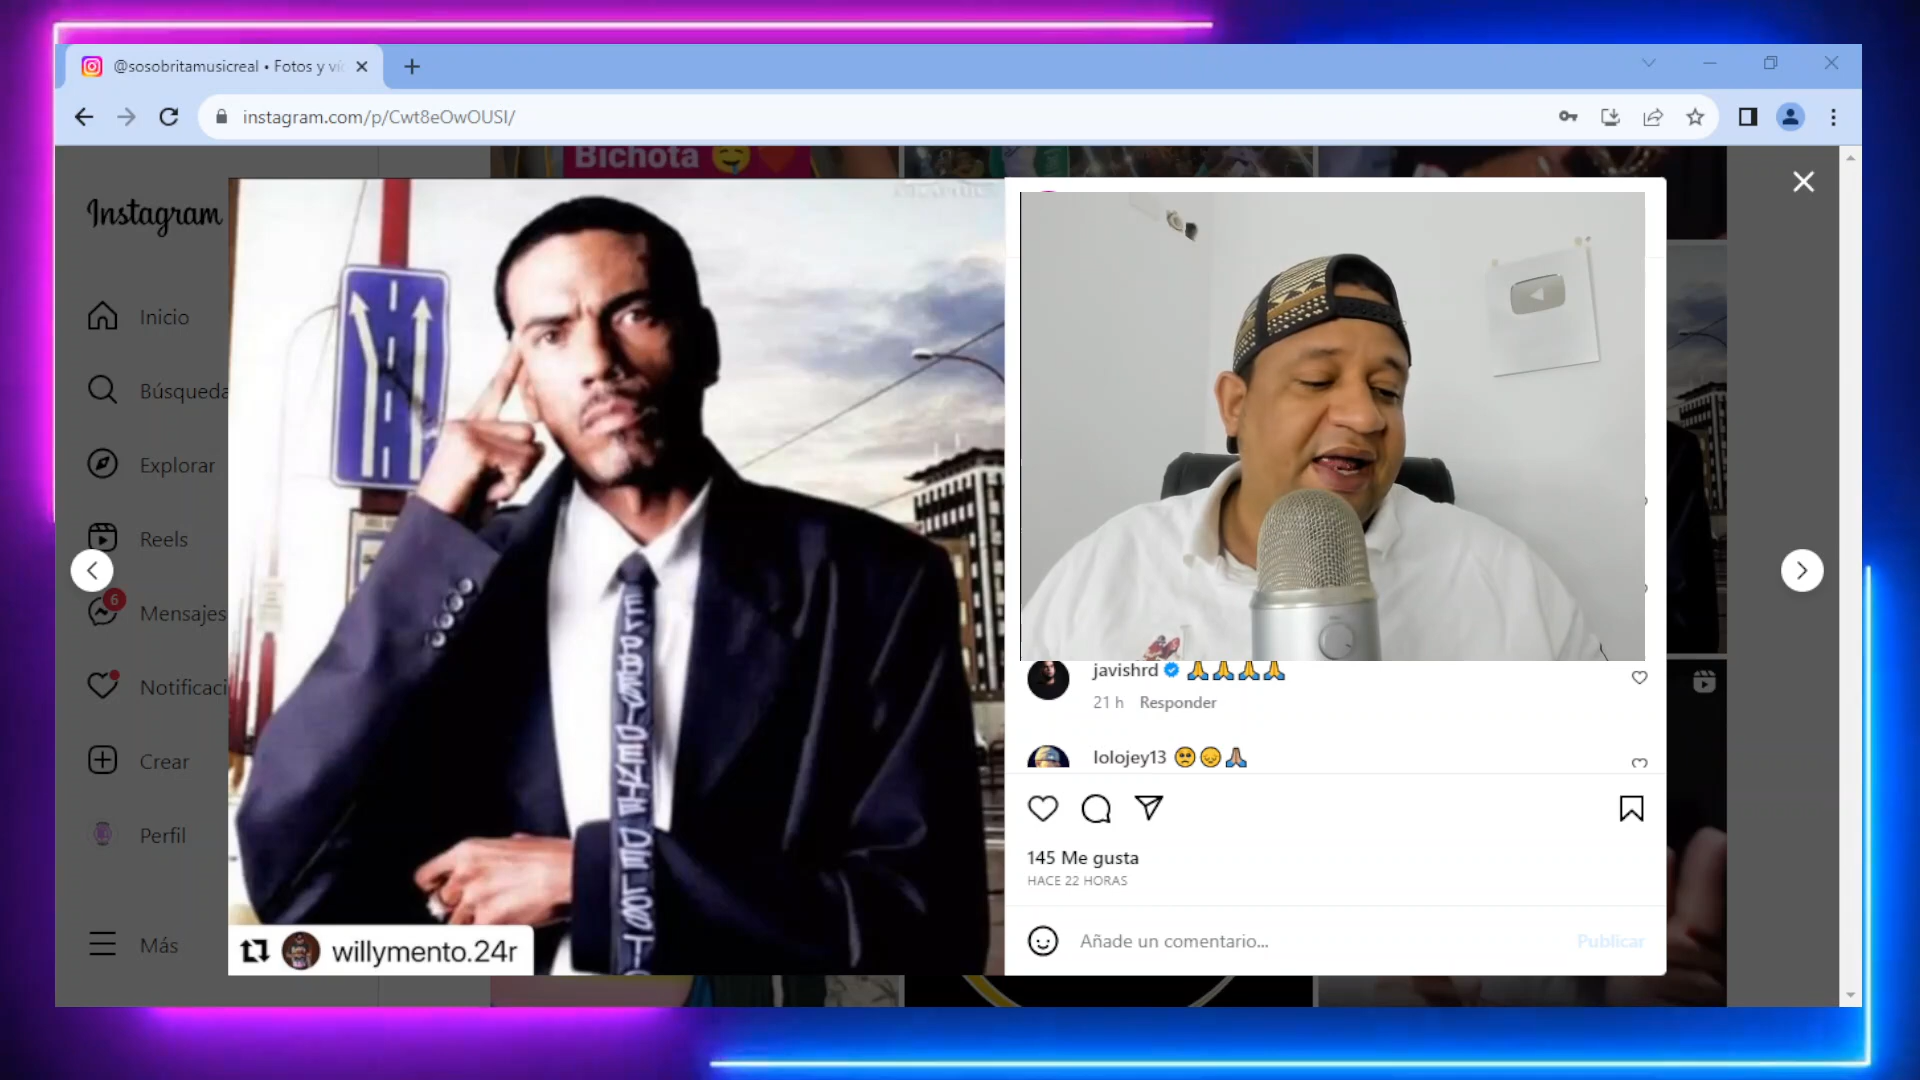 @sosobritamusicreal • Fotos y ví
instagram.com/p/Cwt8eOwOUSI/
Bichota
Instagram
Inicio
Búsqueda
Explorar
Reels
6
Mensajes
Notificaci
Crear
Perfil
Más
willymento.24r
javishrd
21 h Responder
lolojey13
145 Me gusta
HACE 22 HORAS
Añade un comentario...
Publicar